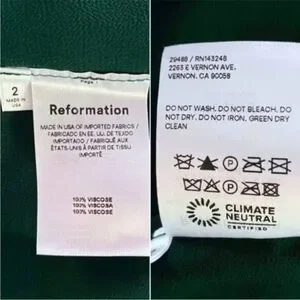 2
MADE IN
USA
Reformation
MADE IN USA OF IMPORTED FABRICS /
FABRICADO EN EE. UU. DE TEJIDO
IMPORTADO / FABRIQUÉ AUX
ÉTATS-UNIS À PARTIR DE TISSU
IMPORTÉ
100% VISCOSE
100% VISCOSA
100% VISCOSE
29488 / RN143248
2263 E VERNON AVE.
VERNON, CA 90058
DO NOT WASH. DO NOT BLEACH. DO
NOT DRY. DO NOT IRON. GREEN DRY
CLEAN
P
CLIMATE
NEUTRAL
CERTIFIED